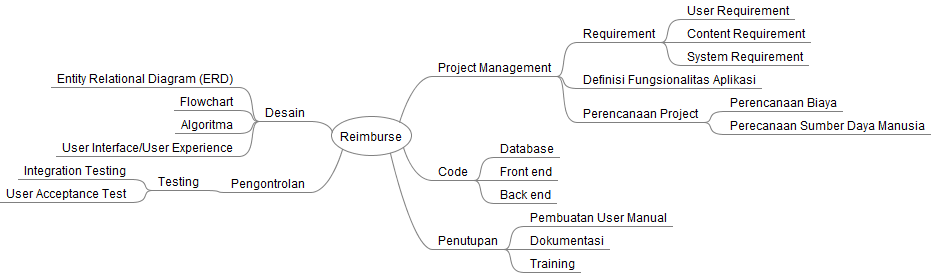 Reimburse
Project Management
Requirement
User Requirement
Content Requirement
System Requirement
Definisi Fungsionalitas Aplikasi
Perencanaan Project
Perencanaan Biaya
Perecanaan Sumber Daya Manusia
Code
Database
Front end
Back end
Penutupan
Pembuatan User Manual
Dokumentasi
Training
Desain
Entity Relational Diagram (ERD)
Flowchart
Algoritma
User Interface/User Experience
Pengontrolan
Testing
Integration Testing
User Acceptance Test